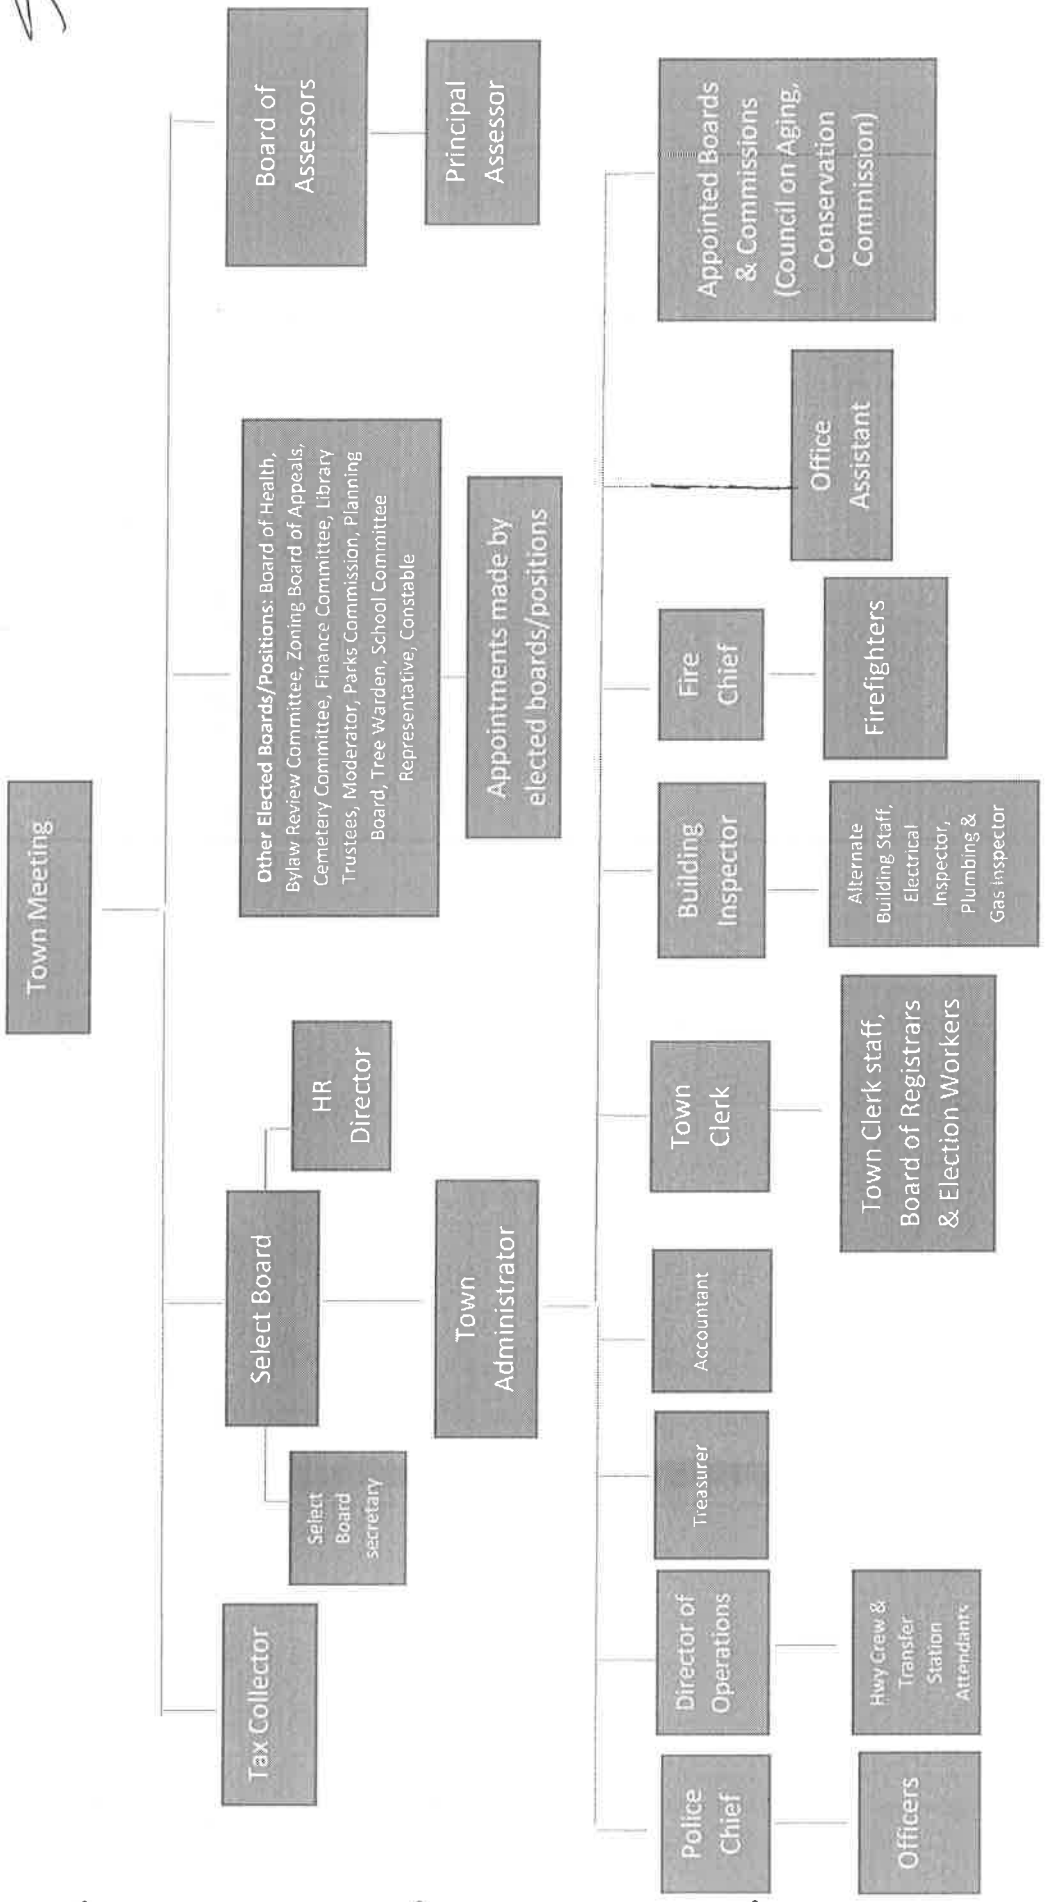 Town Meeting
Tax Collector
Select Board
Select
Board
secretary
HR
Director
Town
Administrator
Other Elected Boards/Positions: Board of Health,
Bylaw Review Committee, Zoning Board of Appeals,
Cemetery Committee, Finance Committee, Library
Trustees, Moderator, Parks Commission, Planning
Board, Tree Warden, School Committee
Representative, Constable
Appointments made by
elected boards/positions
Board of
Assessors
Principal
Assessor
Police
Chief
Officers
Director of
Operations
Hwy Crew &
Transfer
Station
Attendants
Treasurer
Accountant
Town
Clerk
Town Clerk staff,
Board of Registrars
& Election Workers
Building
Inspector
Alternate
Building Staff,
Electrical
Inspector,
Plumbing &
Gas Inspector
Fire
Chief
Firefighters
Office
Assistant
Appointed Boards
& Commissions
(Council on Aging,
Conservation
Commission)